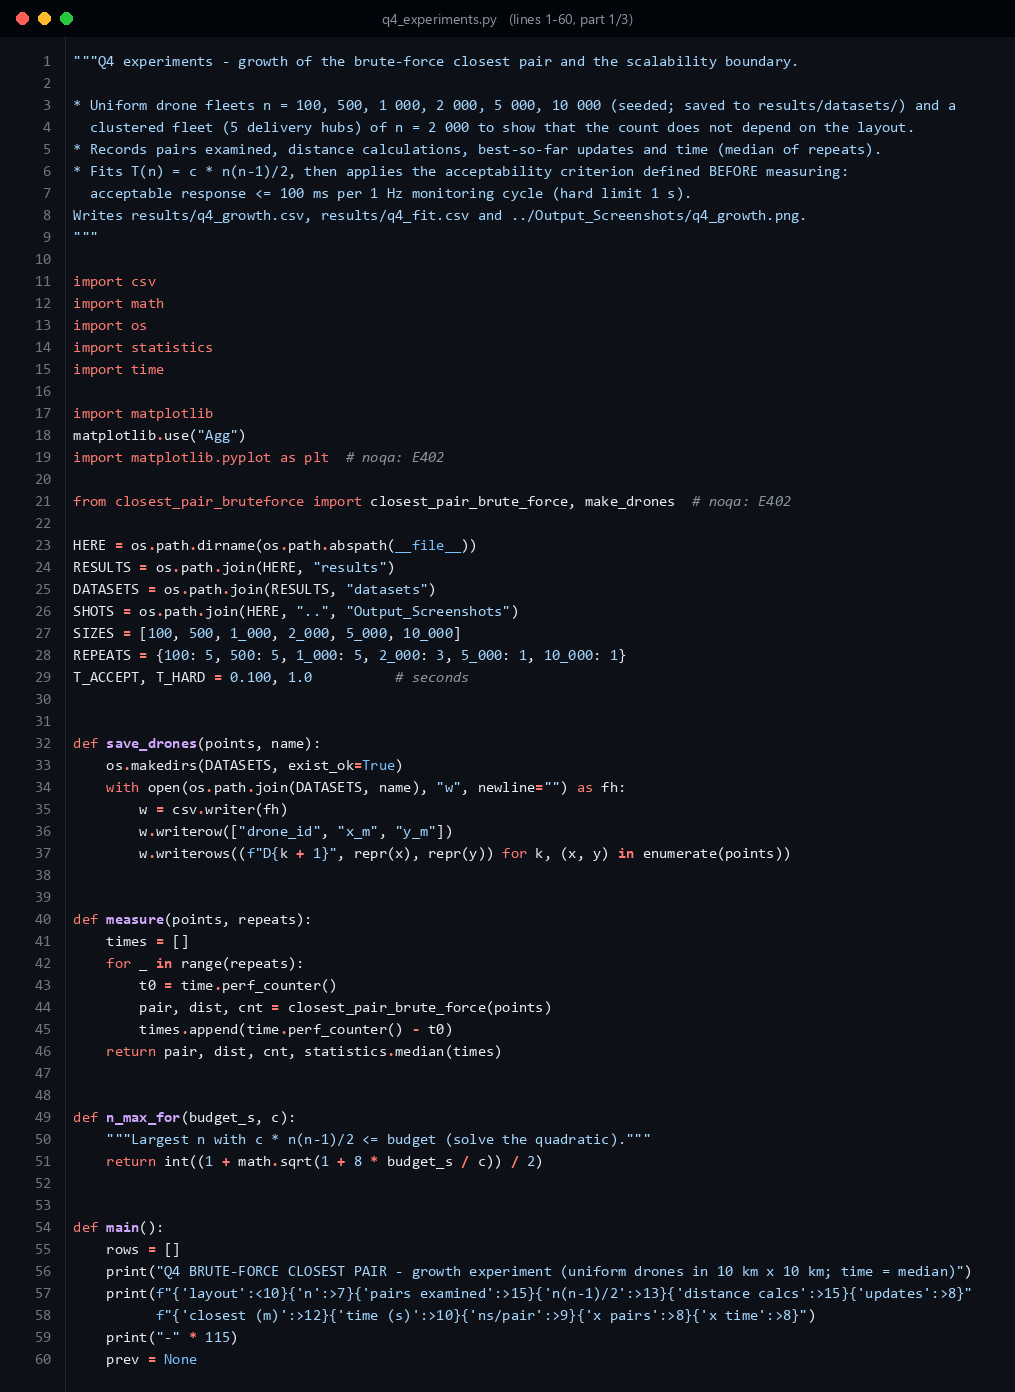 q4_experiments.py (lines 1-60, part 1/3)
1 """Q4 experiments - growth of the brute-force closest pair and the scalability boundary.
2
3 * Uniform drone fleets n = 100, 500, 1 000, 2 000, 5 000, 10 000 (seeded; saved to results/datasets/) and a
4   clustered fleet (5 delivery hubs) of n = 2 000 to show that the count does not depend on the layout.
5 * Records pairs examined, distance calculations, best-so-far updates and time (median of repeats).
6 * Fits T(n) = c * n(n-1)/2, then applies the acceptability criterion defined BEFORE measuring:
7   acceptable response <= 100 ms per 1 Hz monitoring cycle (hard limit 1 s).
8 Writes results/q4_growth.csv, results/q4_fit.csv and ../Output_Screenshots/q4_growth.png.
9 """
10
11 import csv
12 import math
13 import os
14 import statistics
15 import time
16
17 import matplotlib
18 matplotlib.use("Agg")
19 import matplotlib.pyplot as plt  # noqa: E402
20
21 from closest_pair_bruteforce import closest_pair_brute_force, make_drones  # noqa: E402
22
23 HERE = os.path.dirname(os.path.abspath(__file__))
24 RESULTS = os.path.join(HERE, "results")
25 DATASETS = os.path.join(RESULTS, "datasets")
26 SHOTS = os.path.join(HERE, "..", "Output_Screenshots")
27 SIZES = [100, 500, 1_000, 2_000, 5_000, 10_000]
28 REPEATS = {100: 5, 500: 5, 1_000: 5, 2_000: 3, 5_000: 1, 10_000: 1}
29 T_ACCEPT, T_HARD = 0.100, 1.0          # seconds
30
31
32 def save_drones(points, name):
33     os.makedirs(DATASETS, exist_ok=True)
34     with open(os.path.join(DATASETS, name), "w", newline="") as fh:
35         w = csv.writer(fh)
36         w.writerow(["drone_id", "x_m", "y_m"])
37         w.writerows((f"D{k + 1}", repr(x), repr(y)) for k, (x, y) in enumerate(points))
38
39
40 def measure(points, repeats):
41     times = []
42     for _ in range(repeats):
43         t0 = time.perf_counter()
44         pair, dist, cnt = closest_pair_brute_force(points)
45         times.append(time.perf_counter() - t0)
46     return pair, dist, cnt, statistics.median(times)
47
48
49 def n_max_for(budget_s, c):
50     """Largest n with c * n(n-1)/2 <= budget (solve the quadratic)."""
51     return int((1 + math.sqrt(1 + 8 * budget_s / c)) / 2)
52
53
54 def main():
55     rows = []
56     print("Q4 BRUTE-FORCE CLOSEST PAIR - growth experiment (uniform drones in 10 km x 10 km; time = median)")
57     print(f"{'layout':<10}{'n':>7}{'pairs examined':>15}{'n(n-1)/2':>13}{'distance calcs':>15}{'updates':>8}"
58           f"{'closest (m)':>12}{'time (s)':>10}{'ns/pair':>9}{'x pairs':>8}{'x time':>8}")
59     print("-" * 115)
60     prev = None